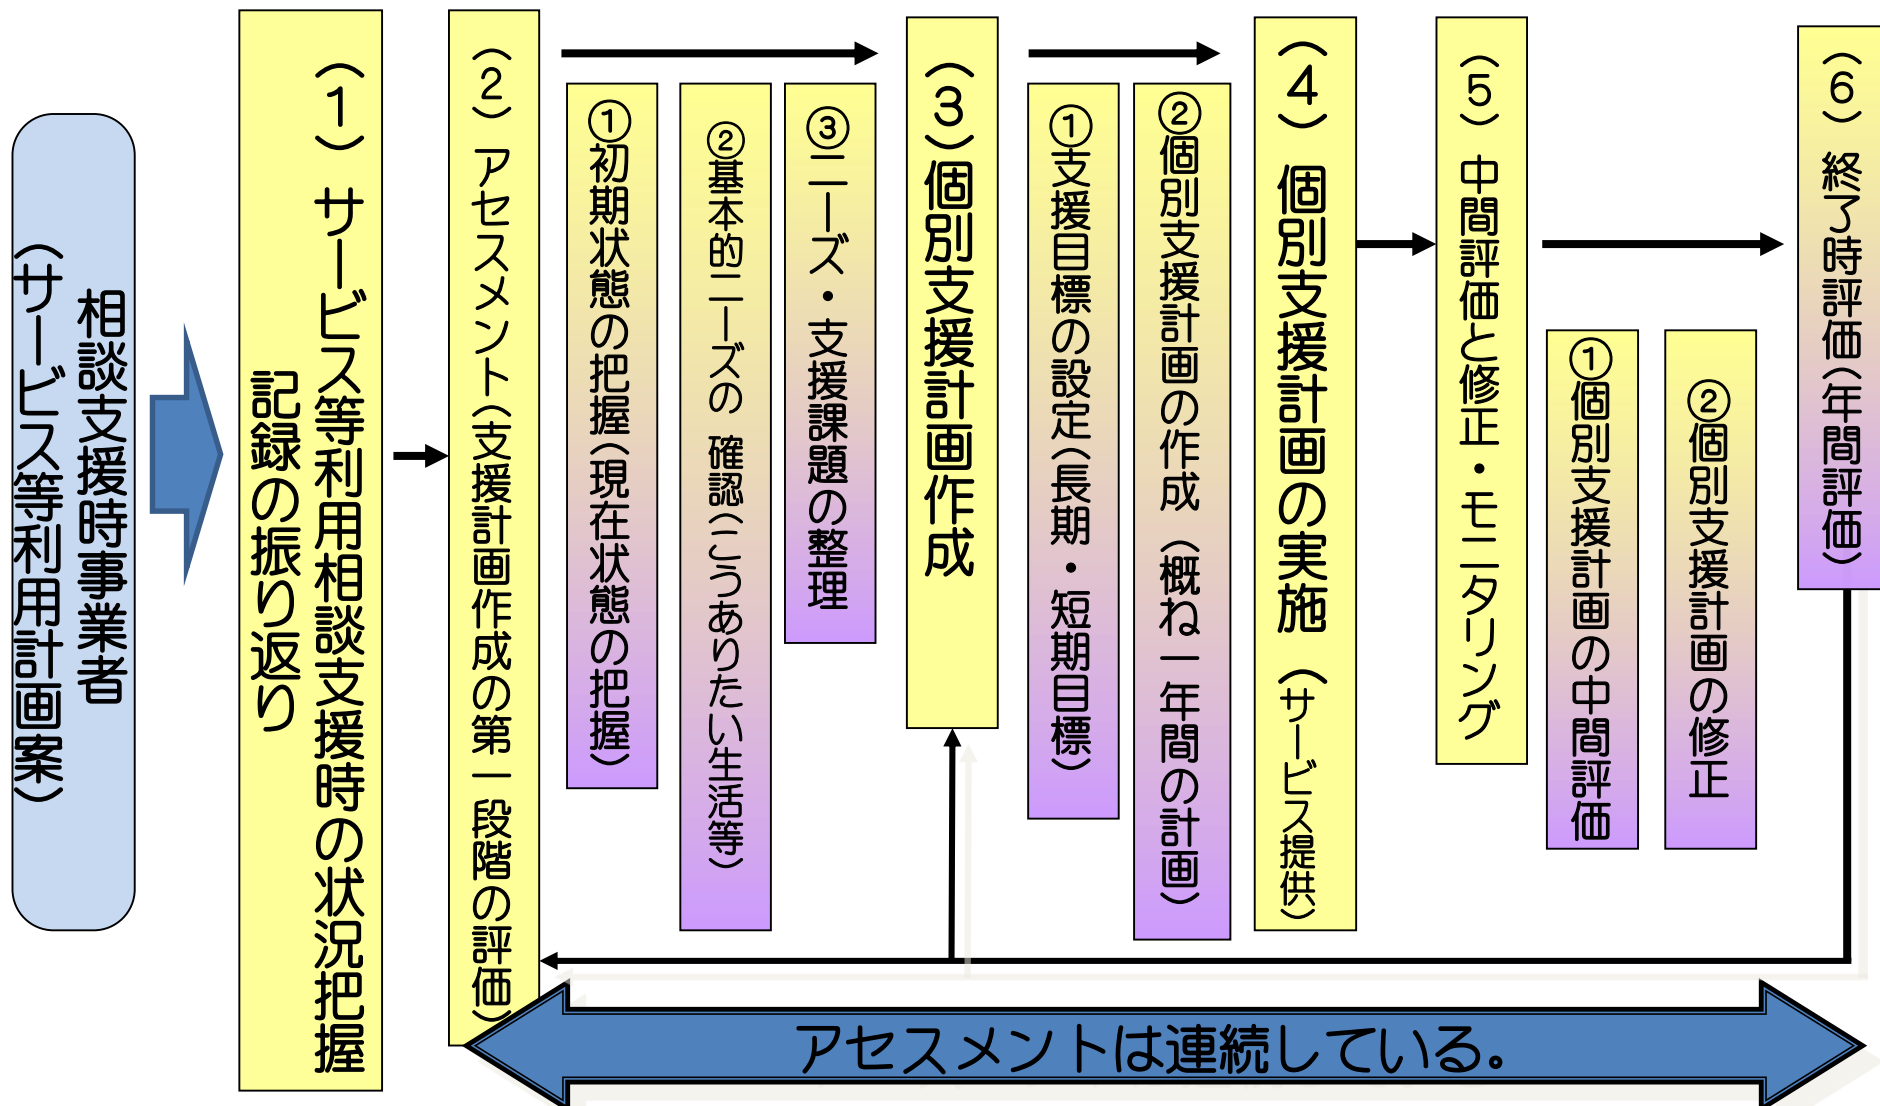 相談支援時事業者
（サービス等利用計画案）
（１）サービス等利用相談支援時の状況把握
記録の振り返り
（２）アセスメント（支援計画作成の第一段階の評価）
①初期状態の把握（現在状態の把握）
②基本的ニーズの 確認（こうありたい生活等）
③ニーズ・支援課題の整理
（３）個別支援計画作成
①支援目標の設定（長期・短期目標）
②個別支援計画の作成（概ね一年間の計画）
（４）個別支援計画の実施（サービス提供）
（５）中間評価と修正・モニタリング
①個別支援計画の中間評価
②個別支援計画の修正
（６）終了時評価（年間評価）
アセスメントは連続している。